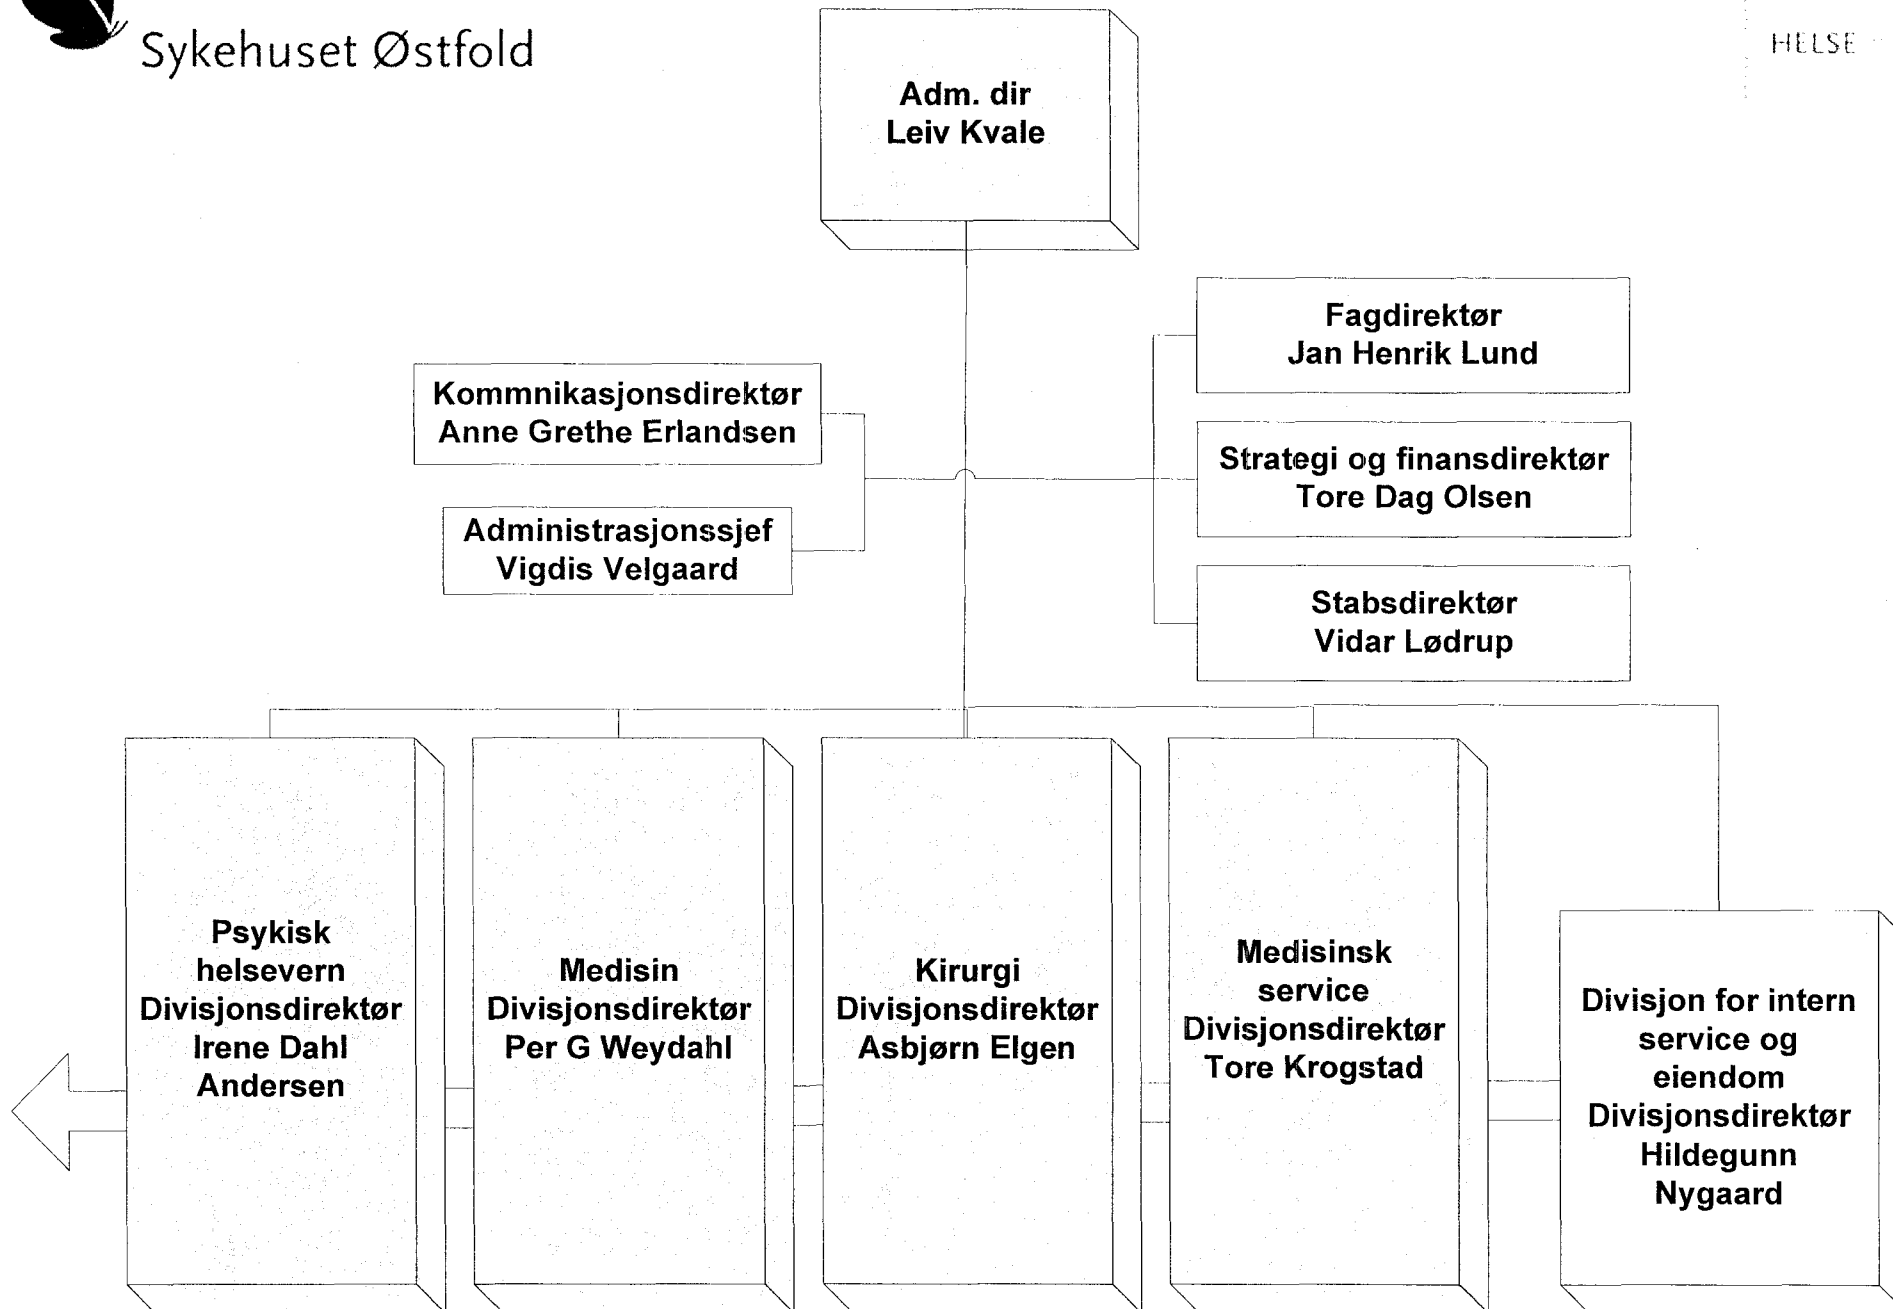 Sykehuset Østfold
HELSE
Adm. dir
Leiv Kvale
Fagdirektør
Jan Henrik Lund
Kommnikasjonsdirektør
Anne Grethe Erlandsen
Strategi og finansdirektør
Tore Dag Olsen
Administrasjonssjef
Vigdis Velgaard
Stabsdirektør
Vidar Lødrup
Psykisk
helsevern
Divisjonsdirektør
Irene Dahl
Andersen
Medisin
Divisjonsdirektør
Per G Weydahl
Kirurgi
Divisjonsdirektør
Asbjørn Elgen
Medisinsk
service
Divisjonsdirektør
Tore Krogstad
Divisjon for intern
service og
eiendom
Divisjonsdirektør
Hildegunn
Nygaard